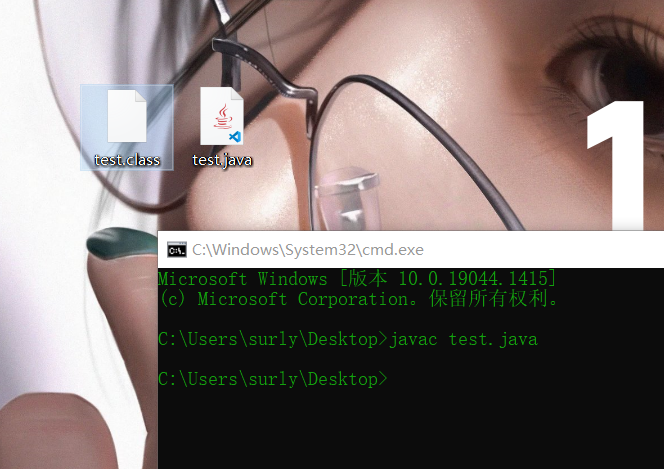 test.class
test.java
1
C:\Windows\System32\cmd.exe
Microsoft Windows [版本 10.0.19044.1415]
(c) Microsoft Corporation。保留所有权利。
C:\Users\surly\Desktop>javac test.java
C:\Users\surly\Desktop>